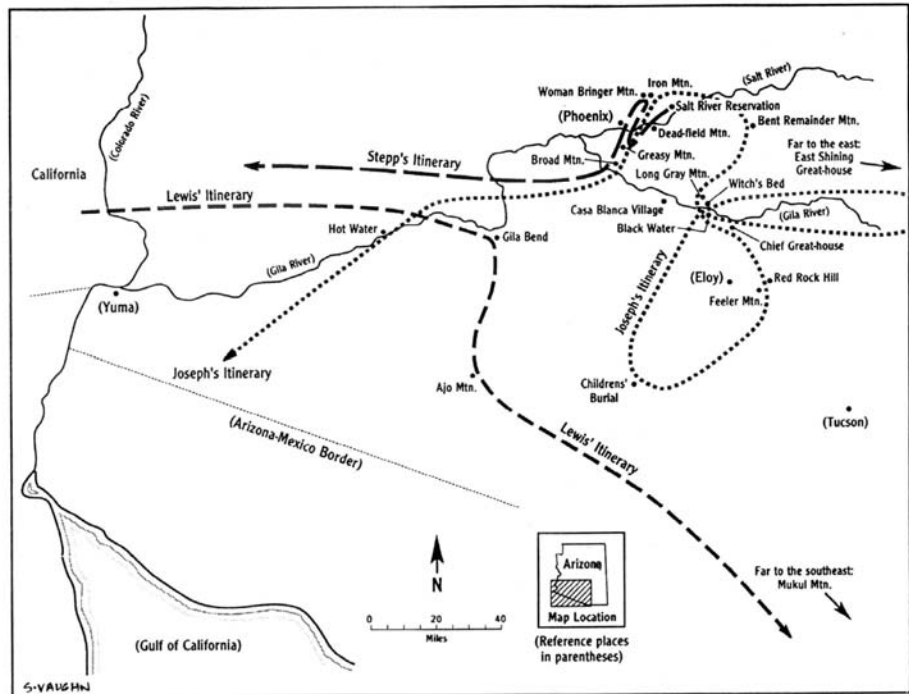 Woman Bringer Mtn.
Iron Mtn.
(Salt River)
(Phoenix)
Salt River Reservation
Dead-field Mtn.
Bent Remainder Mtn.
(Colorado River)
California
Stepp's Itinerary
Broad Mtn.
Greasy Mtn.
Far to the east:
East Shining
Great-house
Long Gray Mtn.
Witch's Bed
Lewis' Itinerary
Casa Blanca Village
(Gila River)
Hot Water
Gila Bend
Black Water
Chief Great-house
(Gila River)
Joseph's Itinerary
(Eloy)
Red Rock Hill
Feeler Mtn.
(Yuma)
Joseph's Itinerary
Ajo Mtn.
Childrens'
Burial
(Tucson)
(Arizona-Mexico Border)
Lewis' Itinerary
N
Arizona
Map Location
(Reference places
in parentheses)
0 20 40
Miles
Far to the southeast:
Mukul Mtn.
(Gulf of California)
S-VAUGHN